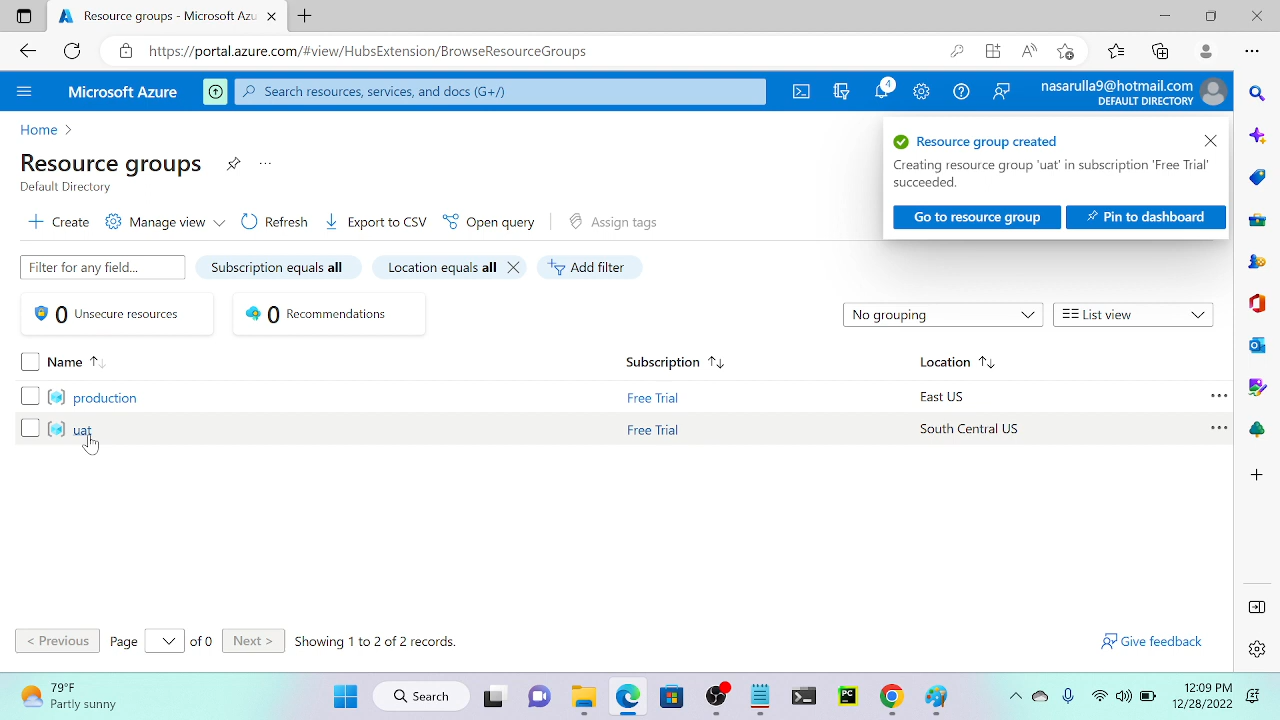 Resource groups - Microsoft Azu
https://portal.azure.com/#view/HubsExtension/BrowseResourceGroups
Microsoft Azure
Search resources, services, and docs (G+/)
4
nasarulla9@hotmail.com
DEFAULT DIRECTORY
Home >
Resource groups
...
Default Directory
Resource group created
Creating resource group 'uat' in subscription 'Free Trial'
succeeded.
Go to resource group
Pin to dashboard
Create
Manage view
Refresh
Export to CSV
Open query
Assign tags
Filter for any field...
Subscription equals all
Location equals all
Add filter
0 Unsecure resources
0 Recommendations
No grouping
List view
Name
Subscription
Location
production
Free Trial
East US
uat
Free Trial
South Central US
< Previous
Page
of 0
Next >
Showing 1 to 2 of 2 records.
Give feedback
79°F
Partly sunny
Search
PC
12:09 PM
12/28/2022